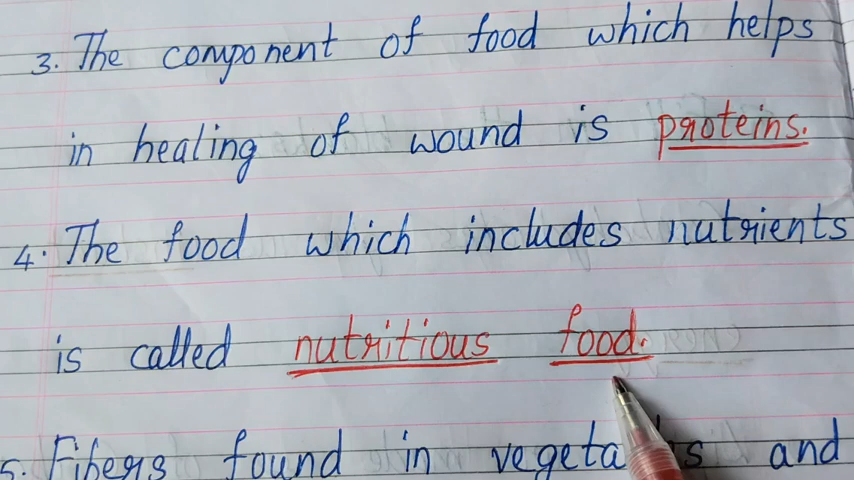 3. The component of food which helps
in healing of wound is proteins.
4. The food which includes nutrients
is called nutritious food.
5. Fibers found in vegeta s and